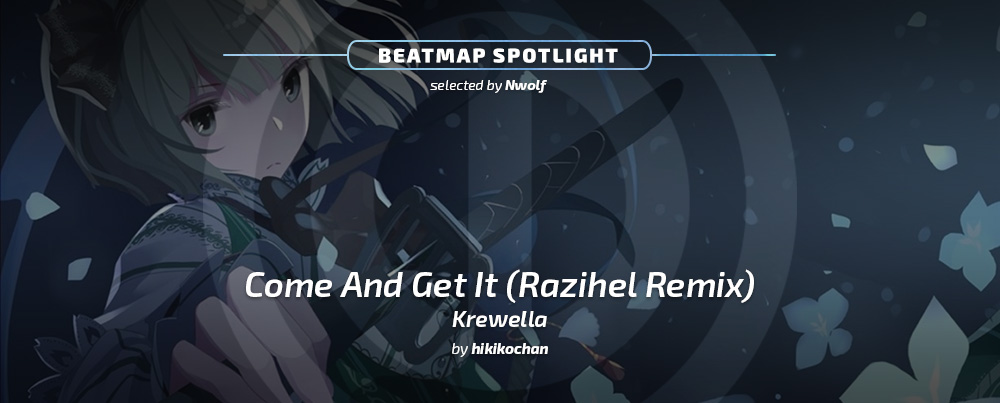 BEATMAP SPOTLIGHT
selected by Nwolf
Come And Get It (Razihel Remix)
Krewella
by hikikochan